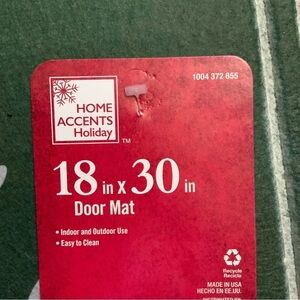 1004 372 855
HOME
ACCENTS
Holiday
TM
18 in x 30 in
Door Mat
• Indoor and Outdoor Use
• Easy to Clean
Recycle
Recicle
MADE IN USA
HECHO EN EE.UU.